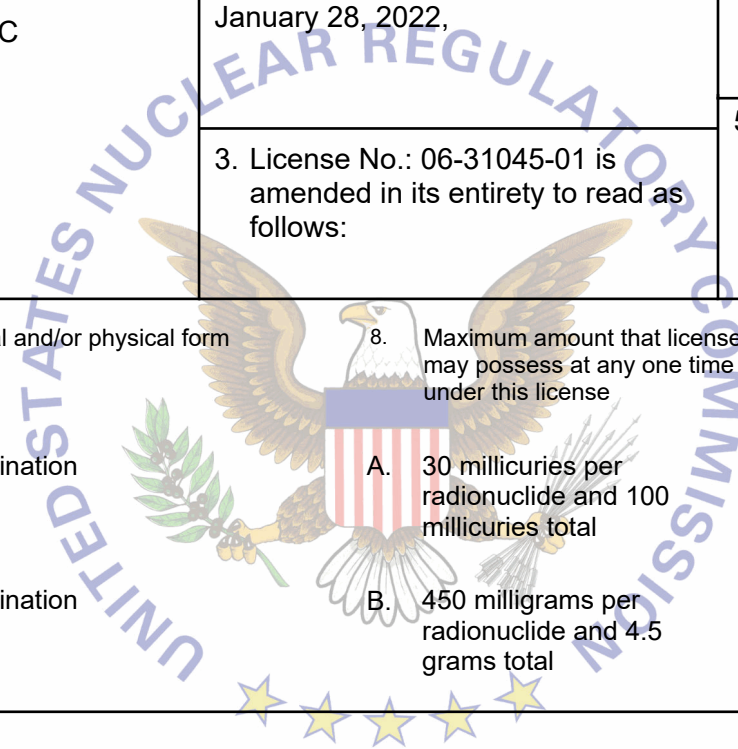 C
January 28, 2022,
3. License No.: 06-31045-01 is
amended in its entirety to read as
follows:
l and/or physical form
8. Maximum amount that license
may possess at any one time
under this license
ination
A. 30 millicuries per
radionuclide and 100
millicuries total
ination
B. 450 milligrams per
radionuclide and 4.5
grams total
UNITED STATES NUCLEAR REGULATORY COMMISSION